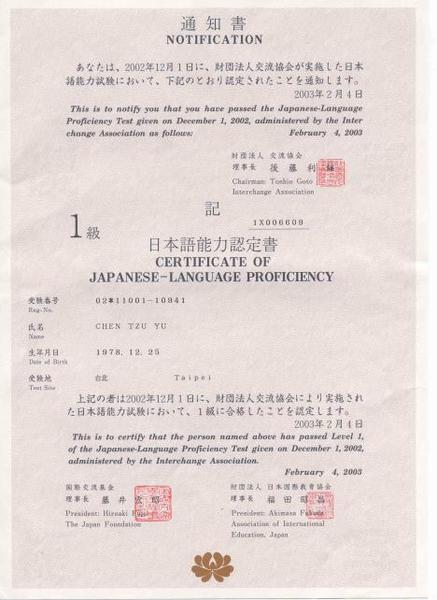 通知書
NOTIFICATION
あなたは、2002年12月1日に、財団法人交流協会が実施した日本
語能力試験において、下記のとおり認定されたことを通知します。
2003年2月4日
This is to notify you that you have passed the Japanese-Language
Proficiency Test given on December 1, 2002, administered by the Inter
change Association as follows:
February 4, 2003
財団法人 交流協会
理事長 後藤利
Chairman: Toshio Goto
Interchange Association
記
1X006609
1級
日本語能力認定書
CERTIFICATE OF
JAPANESE-LANGUAGE PROFICIENCY
受験番号 02*11001-10941
Reg-No.
氏名 CHEN TZU YU
Name
生年月日 1978. 12. 25
Date of Birth
受験地 台北 Taipei
Test Site
上記の者は2002年12月1日に、財団法人交流協会により実施され
た日本語能力試験において、1級に合格したことを認定します。
2003年2月4日
This is to certify that the person named above has passed Level 1,
of the Japanese-Language Proficiency Test given on December 1, 2002,
administered by the Interchange Association.
February 4, 2003
国際交流基金
理事長 藤井宏昭
President: Hiroaki Fujii
The Japan Foundation
財団法人 日本国際教育協会
理事長 福田昭昌
President: Akimasa Fukuda
Association of International
Education, Japan